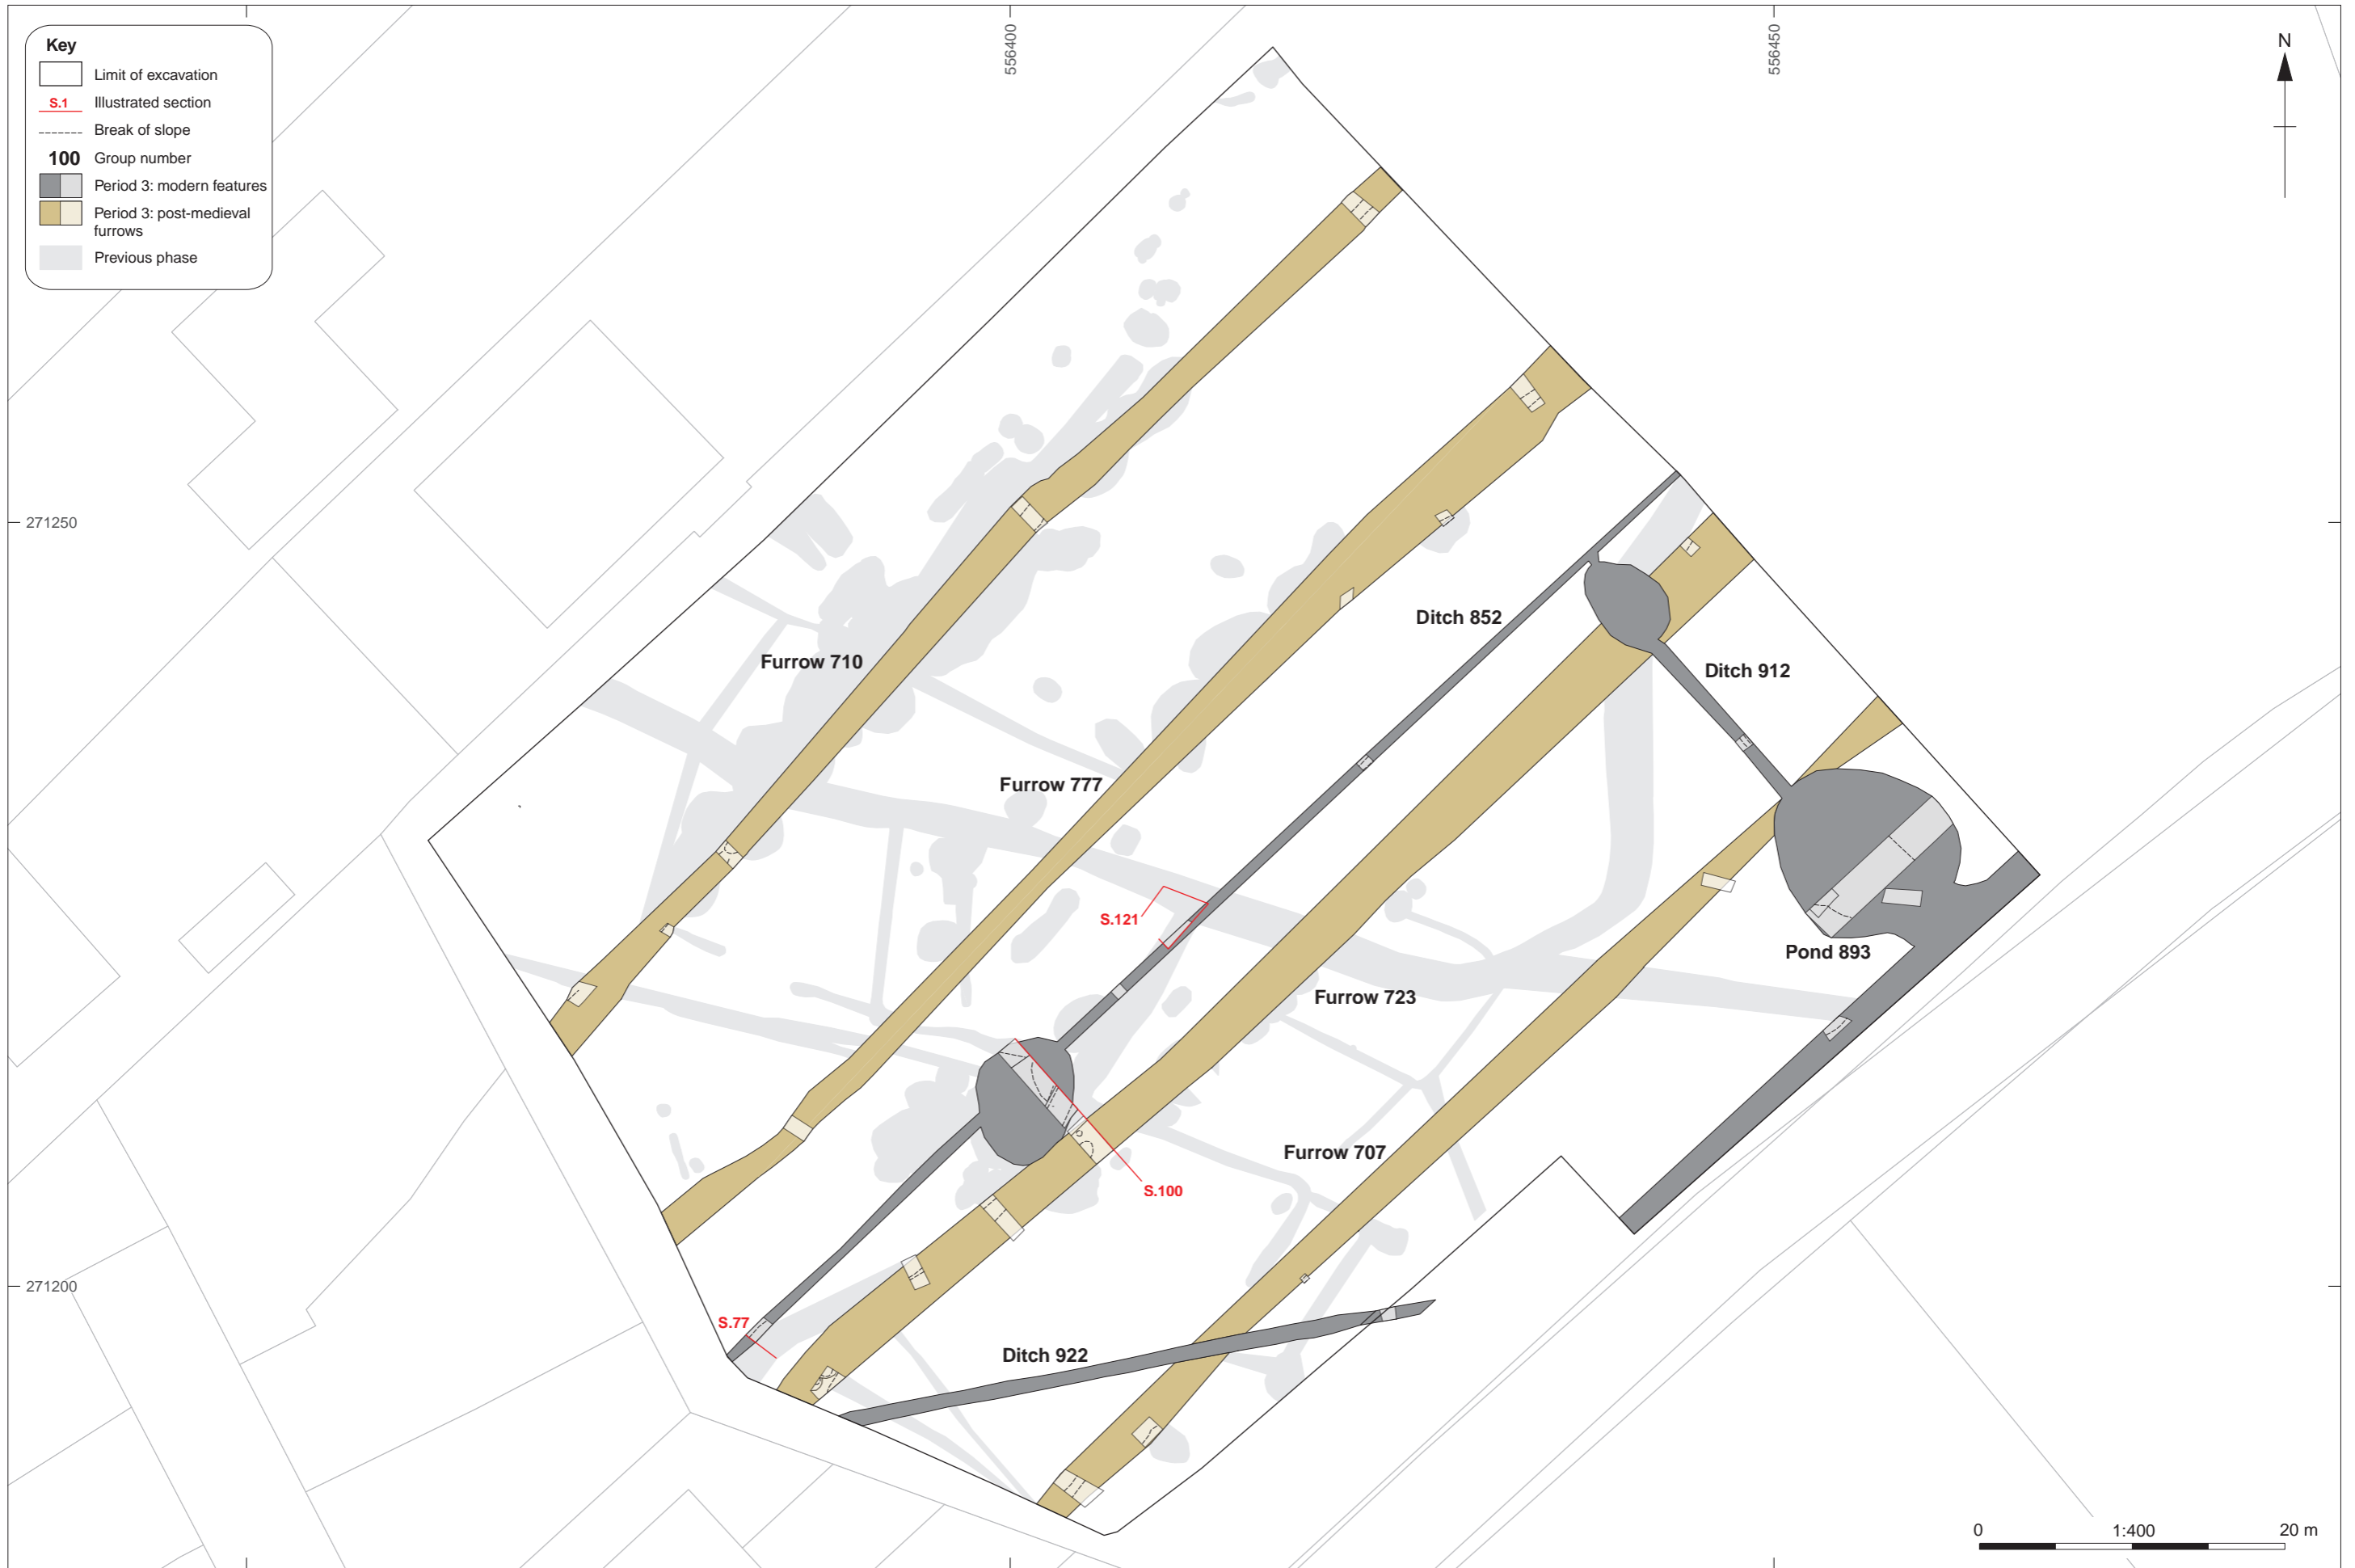 Key
Limit of excavation
S.1 Illustrated section
Break of slope
100 Group number
Period 3: modern features
Period 3: post-medieval
furrows
Previous phase
556400
556450
N
271250
271200
Ditch 852
Furrow 710
Ditch 912
Furrow 777
S.121
Pond 893
Furrow 723
Furrow 707
S.100
S.77
Ditch 922
0 1:400 20 m